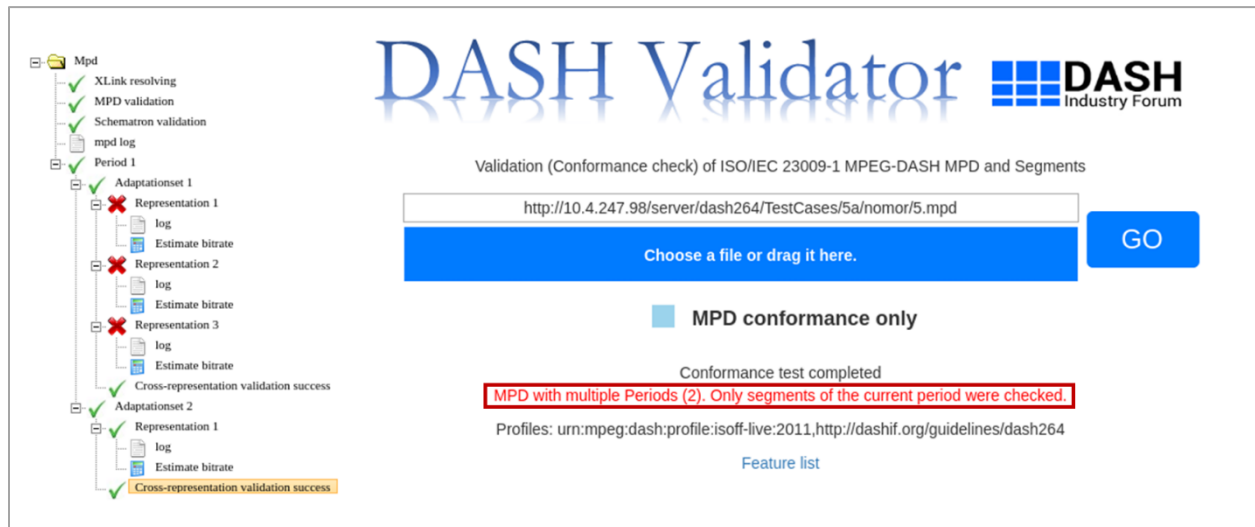 Mpd
XLink resolving
MPD validation
Schematron validation
mpd log
Period 1
Adaptationset 1
Representation 1
log
Estimate bitrate
Representation 2
log
Estimate bitrate
Representation 3
log
Estimate bitrate
Cross-representation validation success
Adaptationset 2
Representation 1
log
Estimate bitrate
Cross-representation validation success
DASH Validator
DASH
Industry Forum
Validation (Conformance check) of ISO/IEC 23009-1 MPEG-DASH MPD and Segments
http://10.4.247.98/server/dash264/TestCases/5a/nomor/5.mpd
Choose a file or drag it here.
GO
MPD conformance only
Conformance test completed
MPD with multiple Periods (2). Only segments of the current period were checked.
Profiles: urn:mpeg:dash:profile:isoff-live:2011,http://dashif.org/guidelines/dash264
Feature list